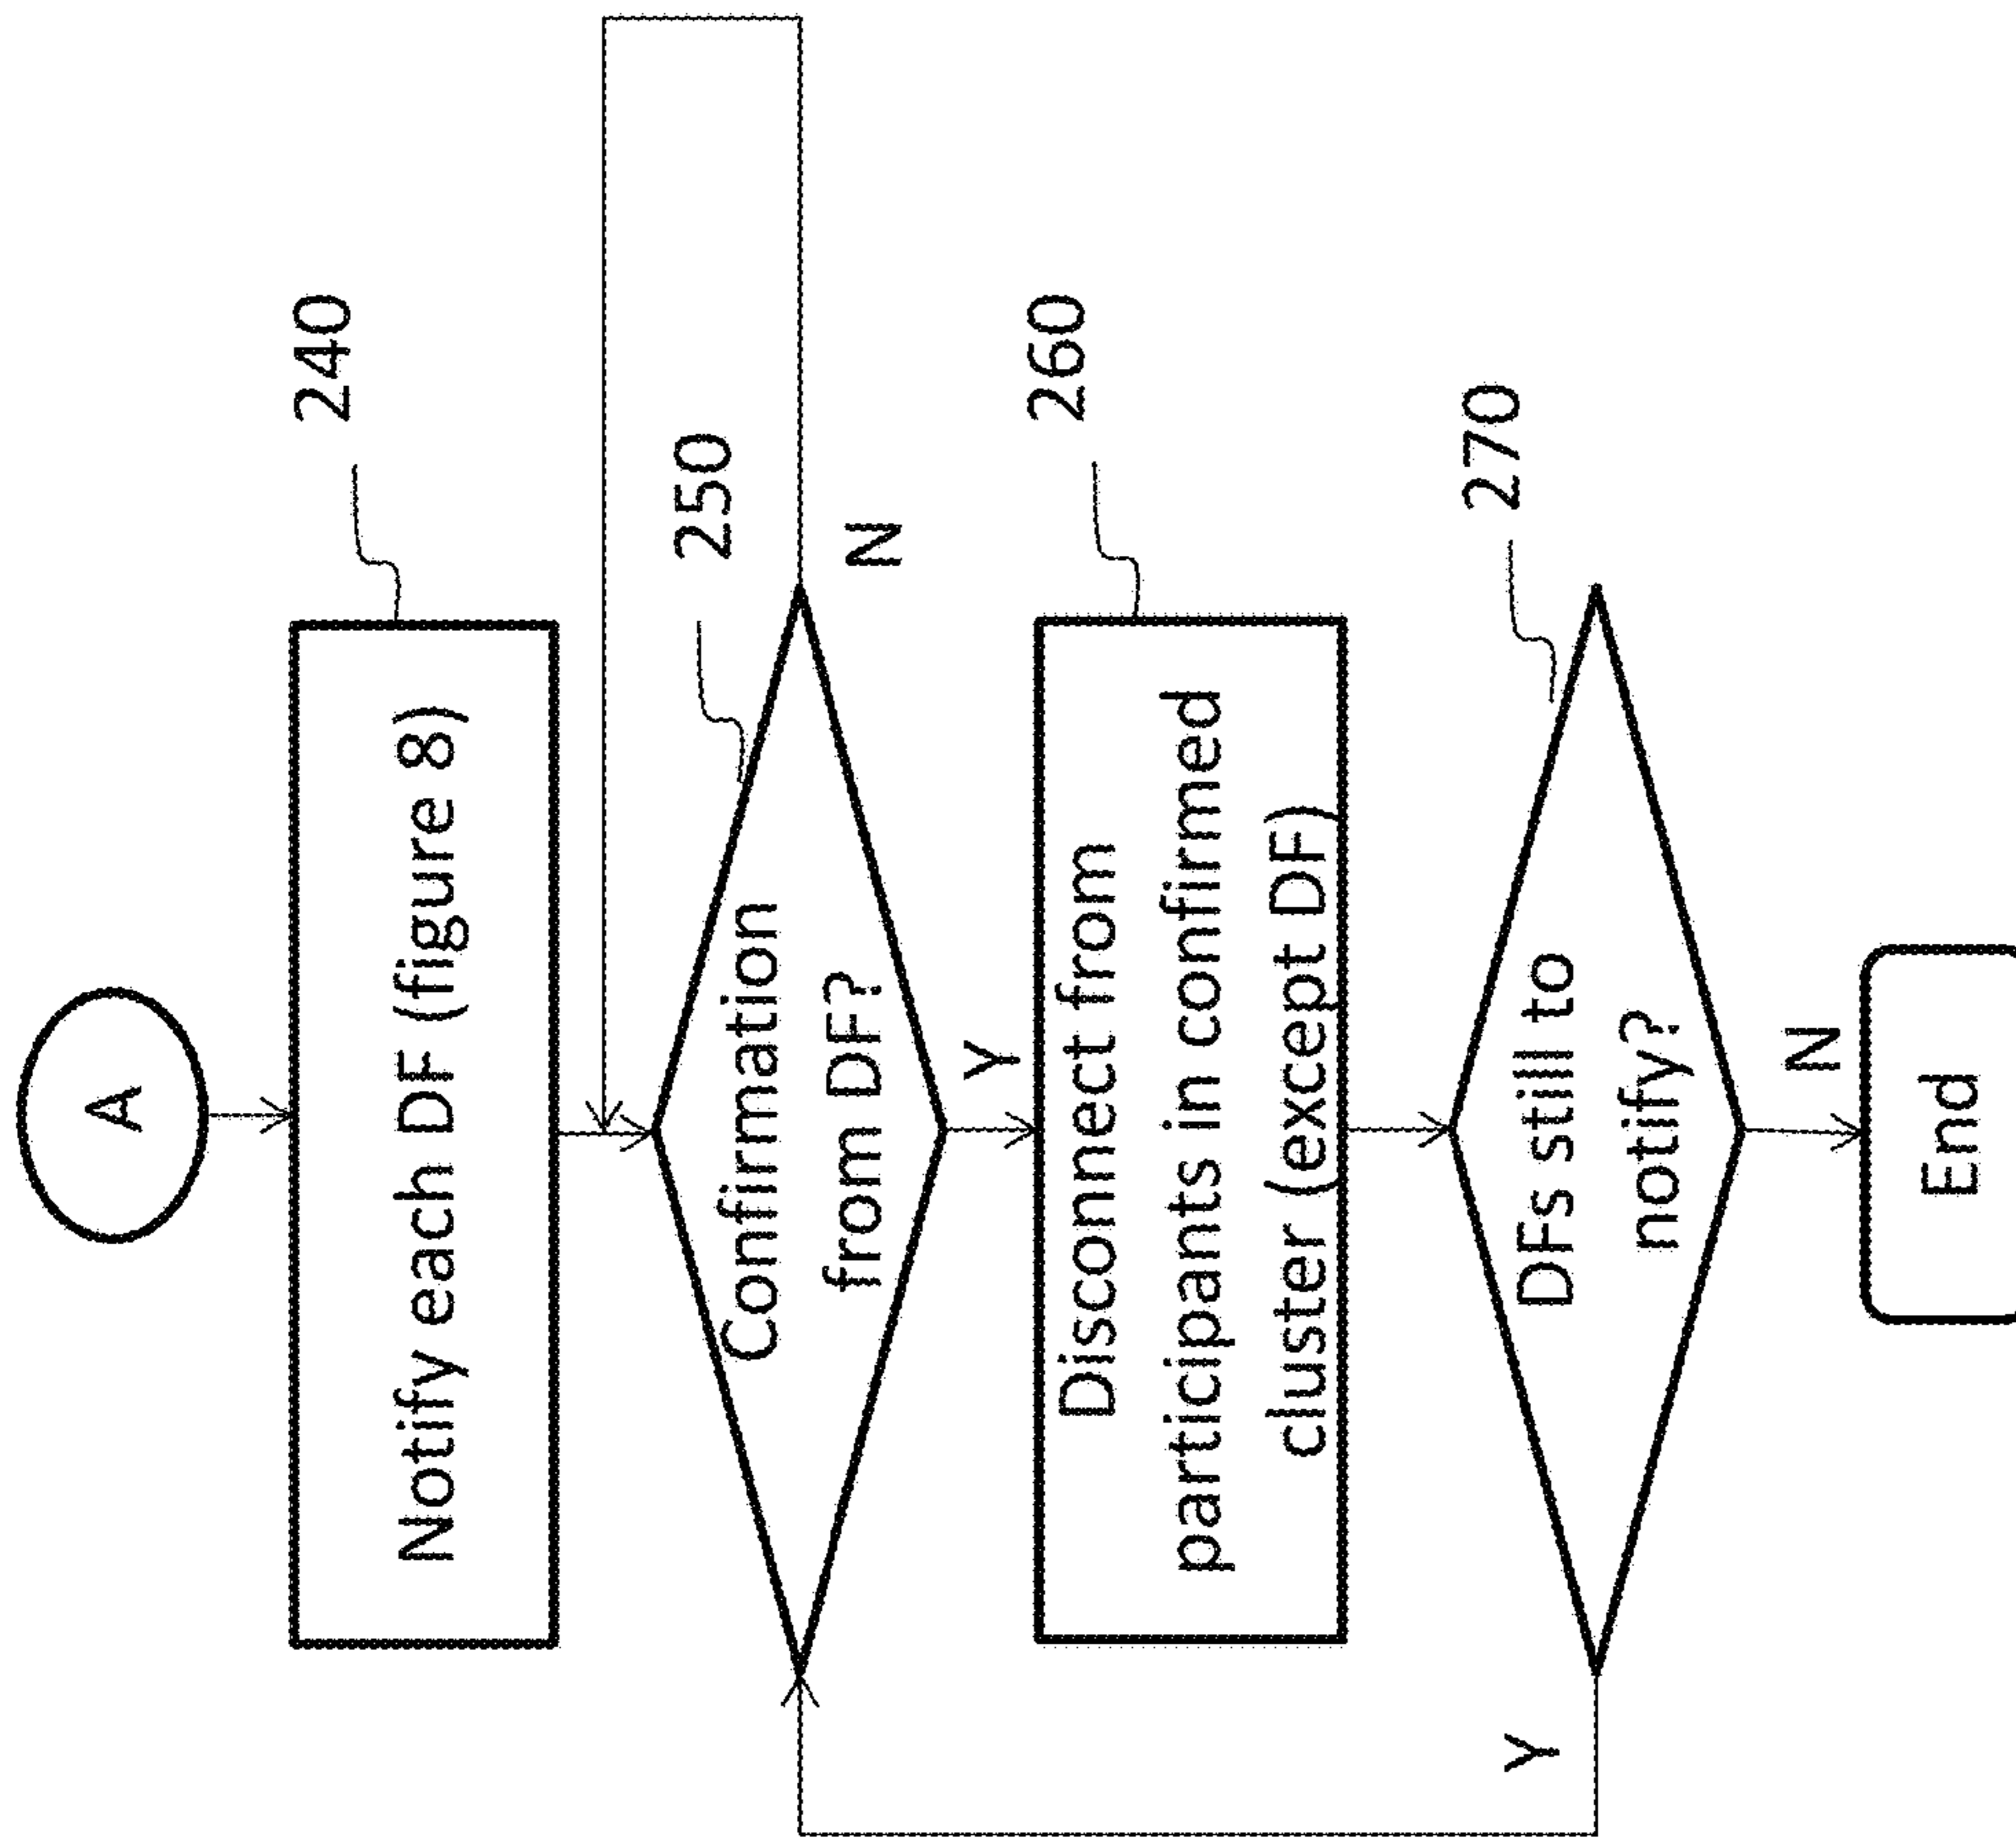 A
240
Notify each DF (figure 8)
250
Confirmation
from DF?
N
Y
260
Disconnect from
participants in confirmed
cluster (except DF)
270
DFs still to
notify?
Y
N
End